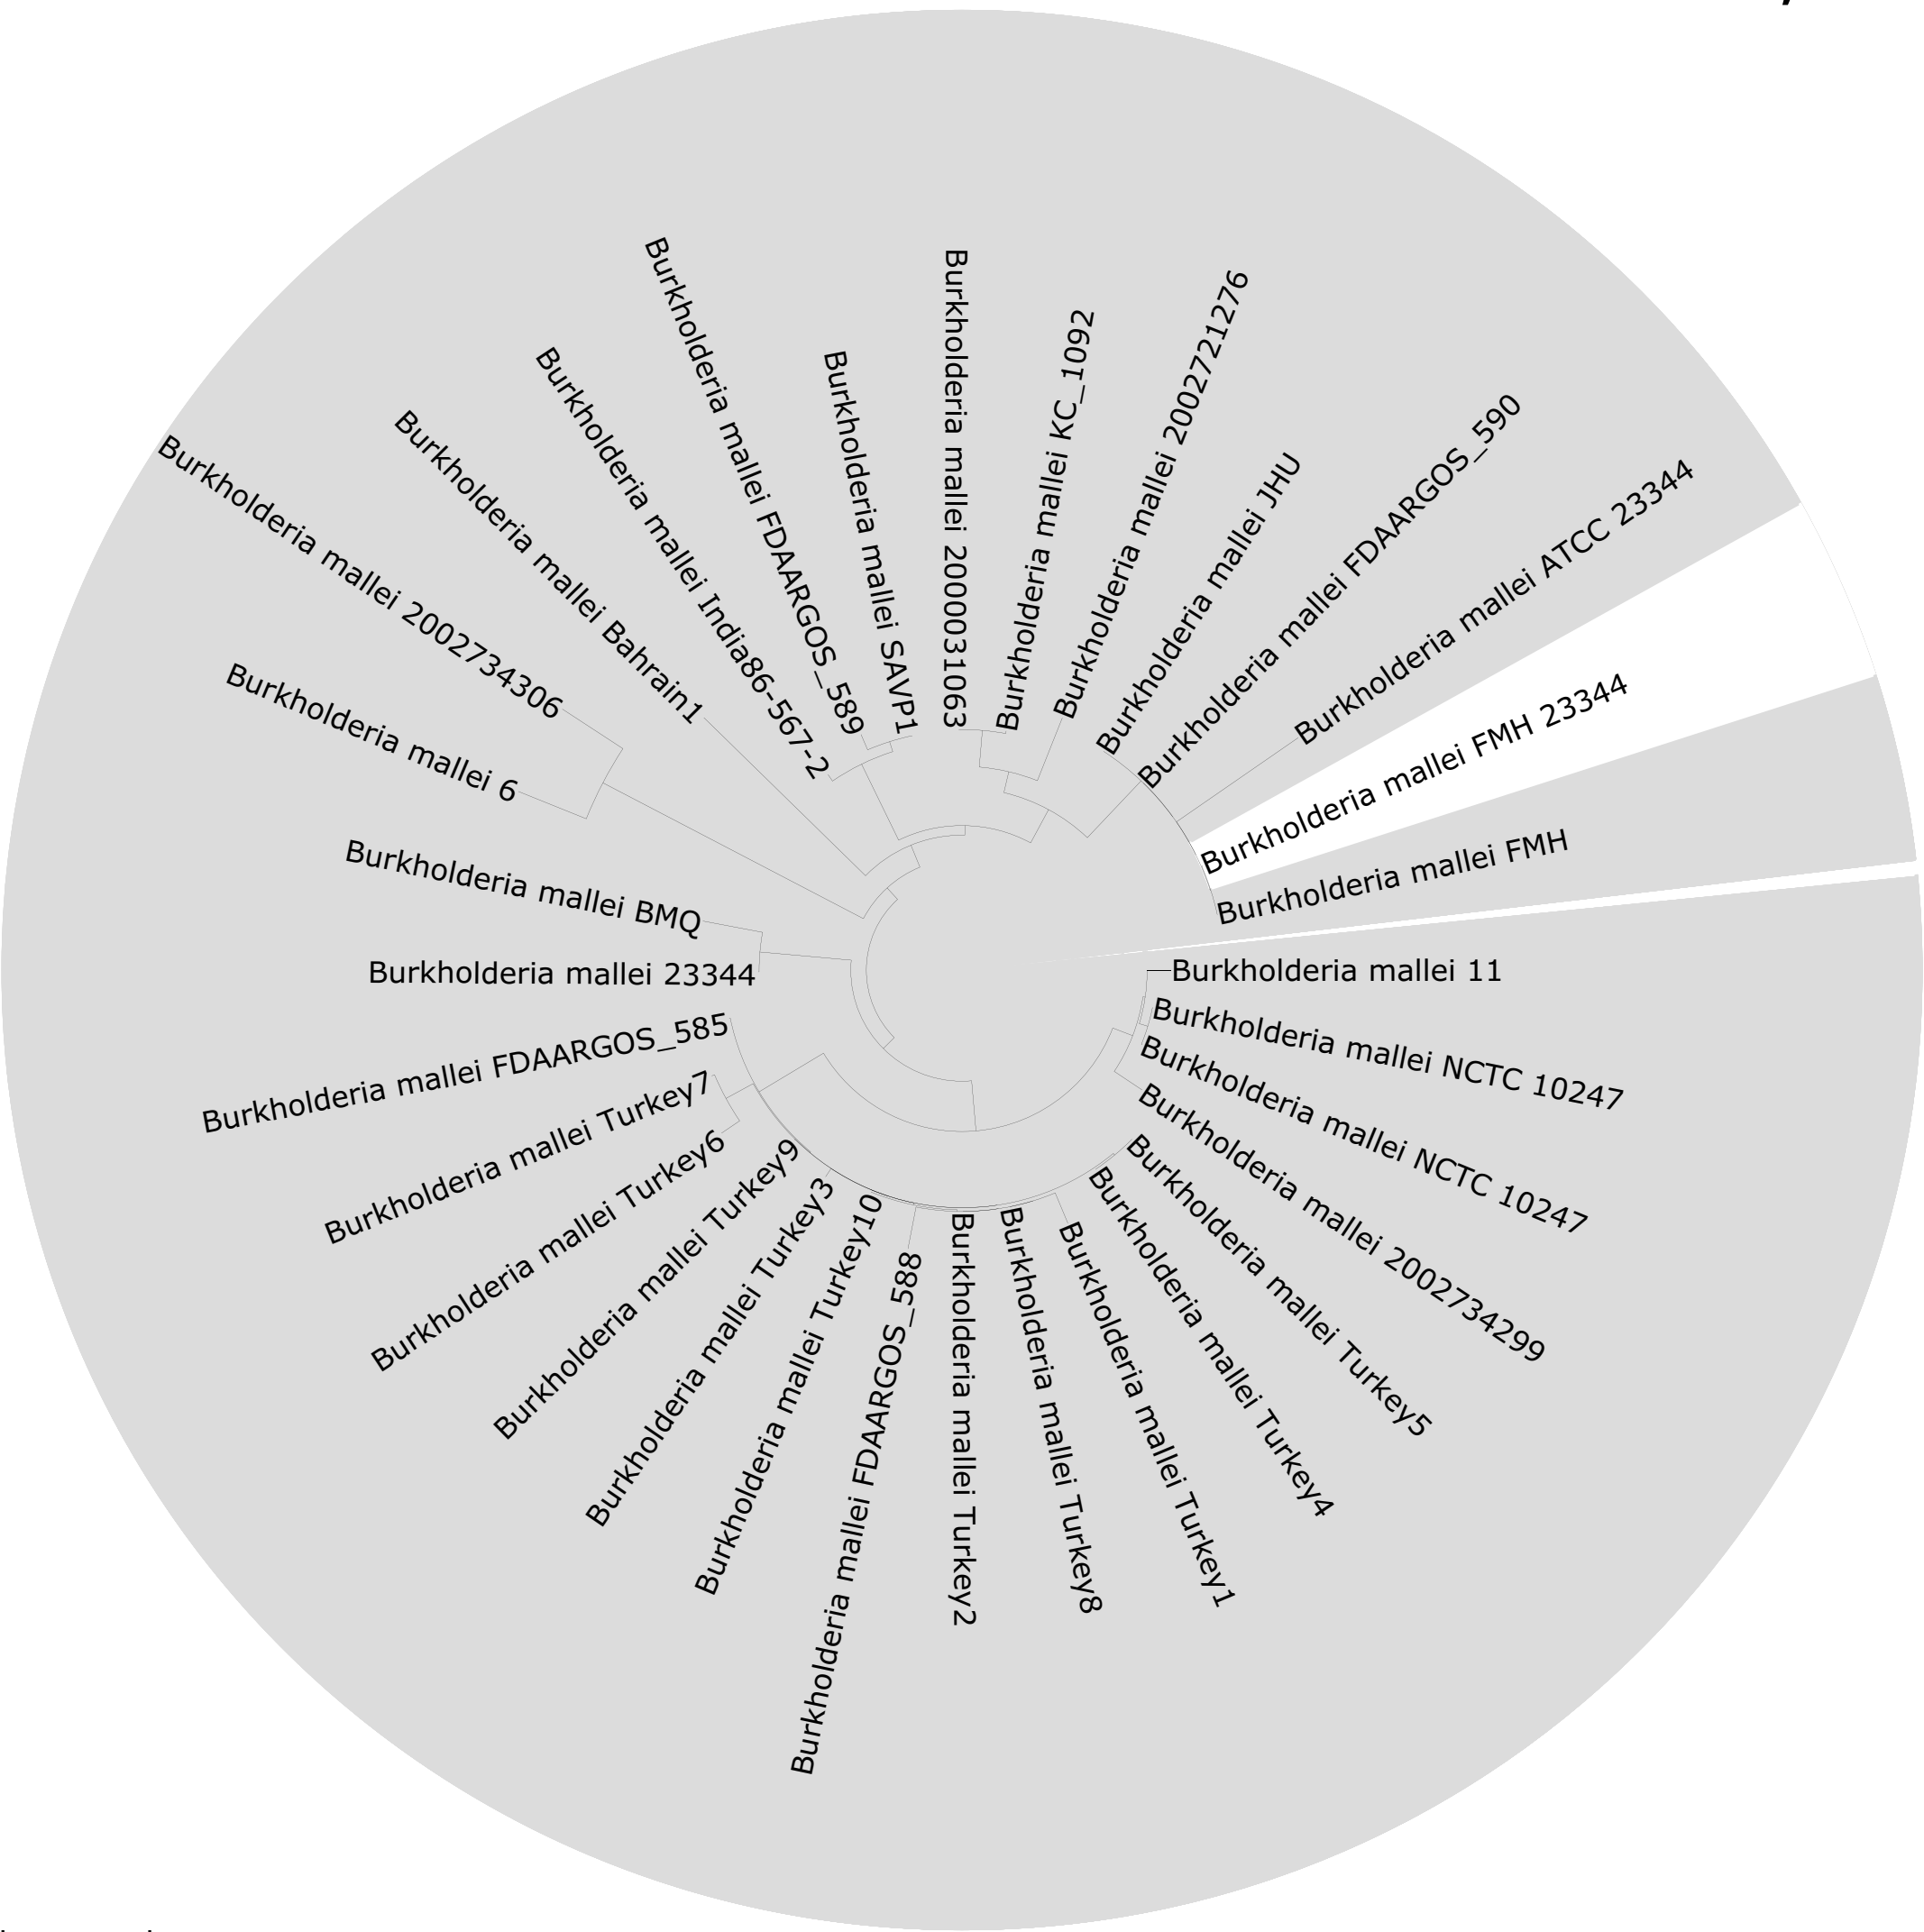 Burkholderia mallei 2000031063
Burkholderia mallei KC_1092
Burkholderia mallei 2002721276
Burkholderia mallei JHU
Burkholderia mallei FDAARGOS_590
Burkholderia mallei ATCC 23344
Burkholderia mallei FMH 23344
Burkholderia mallei FMH
Burkholderia mallei 11
Burkholderia mallei NCTC 10247
Burkholderia mallei NCTC 10247
Burkholderia mallei 2002734299
Burkholderia mallei Turkey5
Burkholderia mallei Turkey4
Burkholderia mallei Turkey1
Burkholderia mallei Turkey8
Burkholderia mallei Turkey2
Burkholderia mallei FDAARGOS_588
Burkholderia mallei Turkey10
Burkholderia mallei Turkey3
Burkholderia mallei Turkey9
Burkholderia mallei Turkey6
Burkholderia mallei Turkey7
Burkholderia mallei FDAARGOS_585
Burkholderia mallei 23344
Burkholderia mallei BMQ
Burkholderia mallei 6
Burkholderia mallei 2002734306
Burkholderia mallei Bahrain1
Burkholderia mallei India86-567-2
Burkholderia mallei FDAARGOS_589
Burkholderia mallei SAVP1